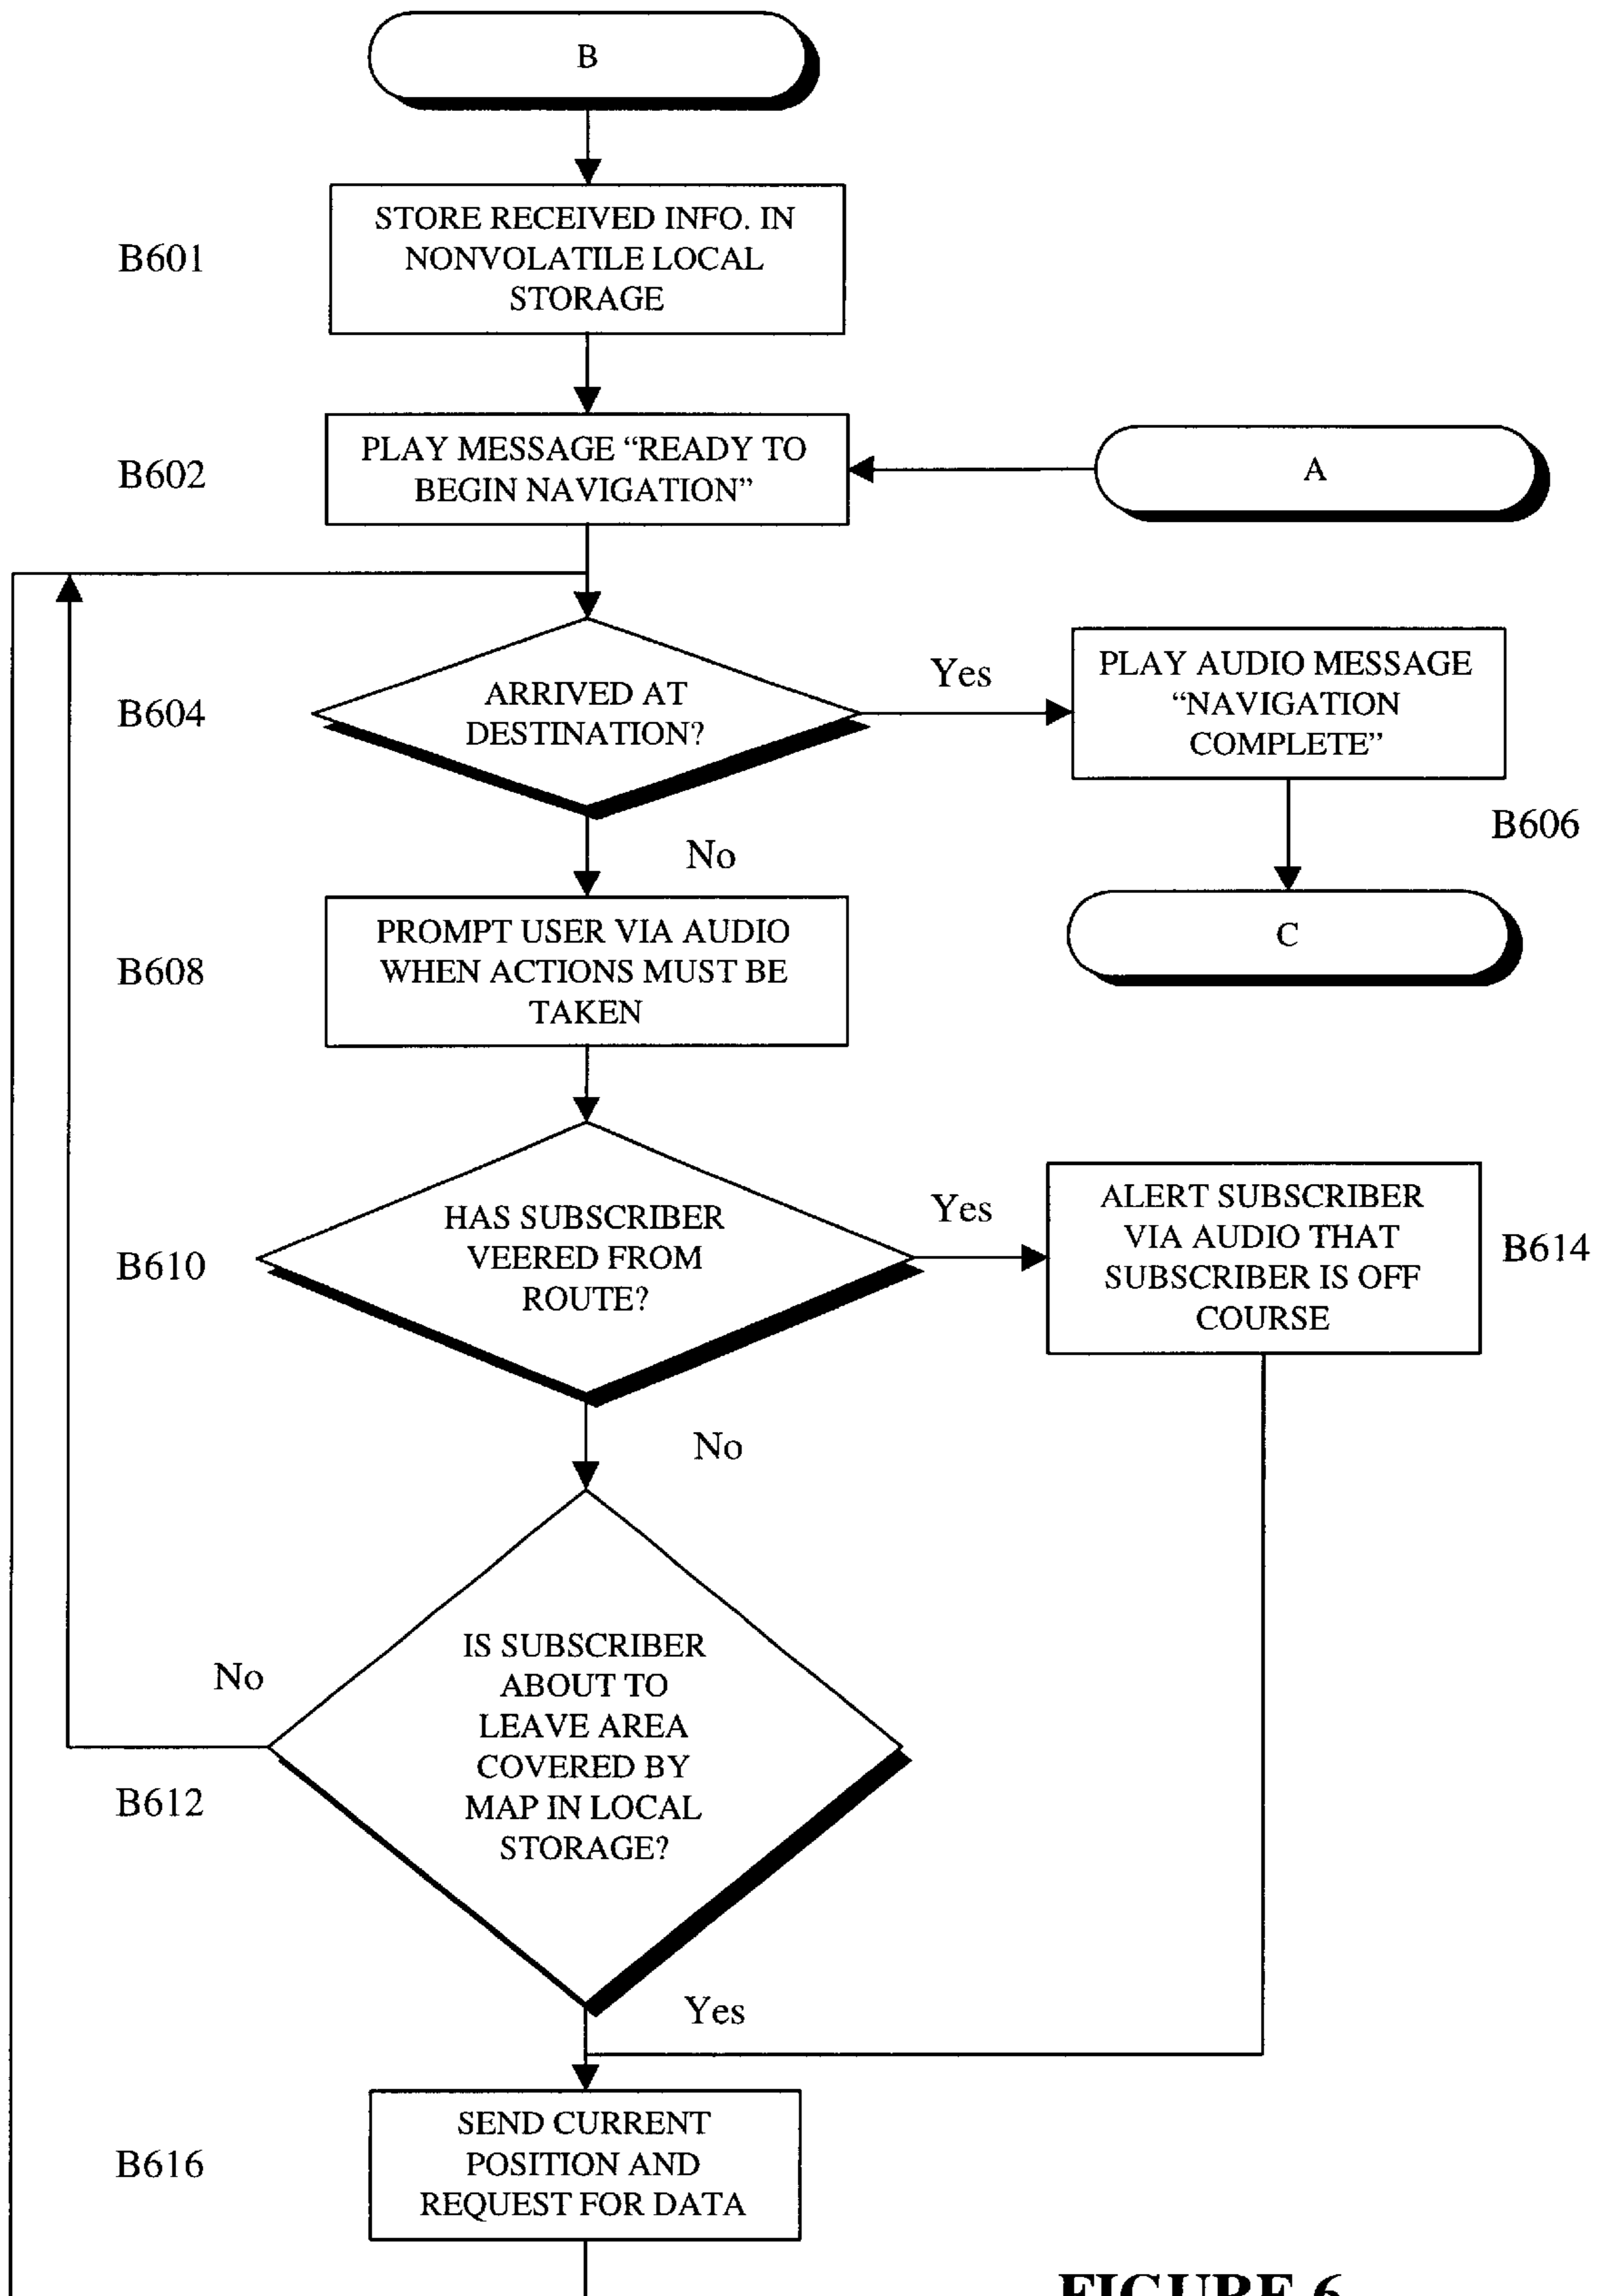 B
B601
STORE RECEIVED INFO. IN
NONVOLATILE LOCAL
STORAGE
B602
PLAY MESSAGE “READY TO
BEGIN NAVIGATION”
A
B604
ARRIVED AT
DESTINATION?
Yes
PLAY AUDIO MESSAGE
“NAVIGATION
COMPLETE”
B606
No
C
B608
PROMPT USER VIA AUDIO
WHEN ACTIONS MUST BE
TAKEN
B610
HAS SUBSCRIBER
VEERED FROM
ROUTE?
Yes
ALERT SUBSCRIBER
VIA AUDIO THAT
SUBSCRIBER IS OFF
COURSE
B614
No
No
B612
IS SUBSCRIBER
ABOUT TO
LEAVE AREA
COVERED BY
MAP IN LOCAL
STORAGE?
Yes
B616
SEND CURRENT
POSITION AND
REQUEST FOR DATA
FIGURE 6